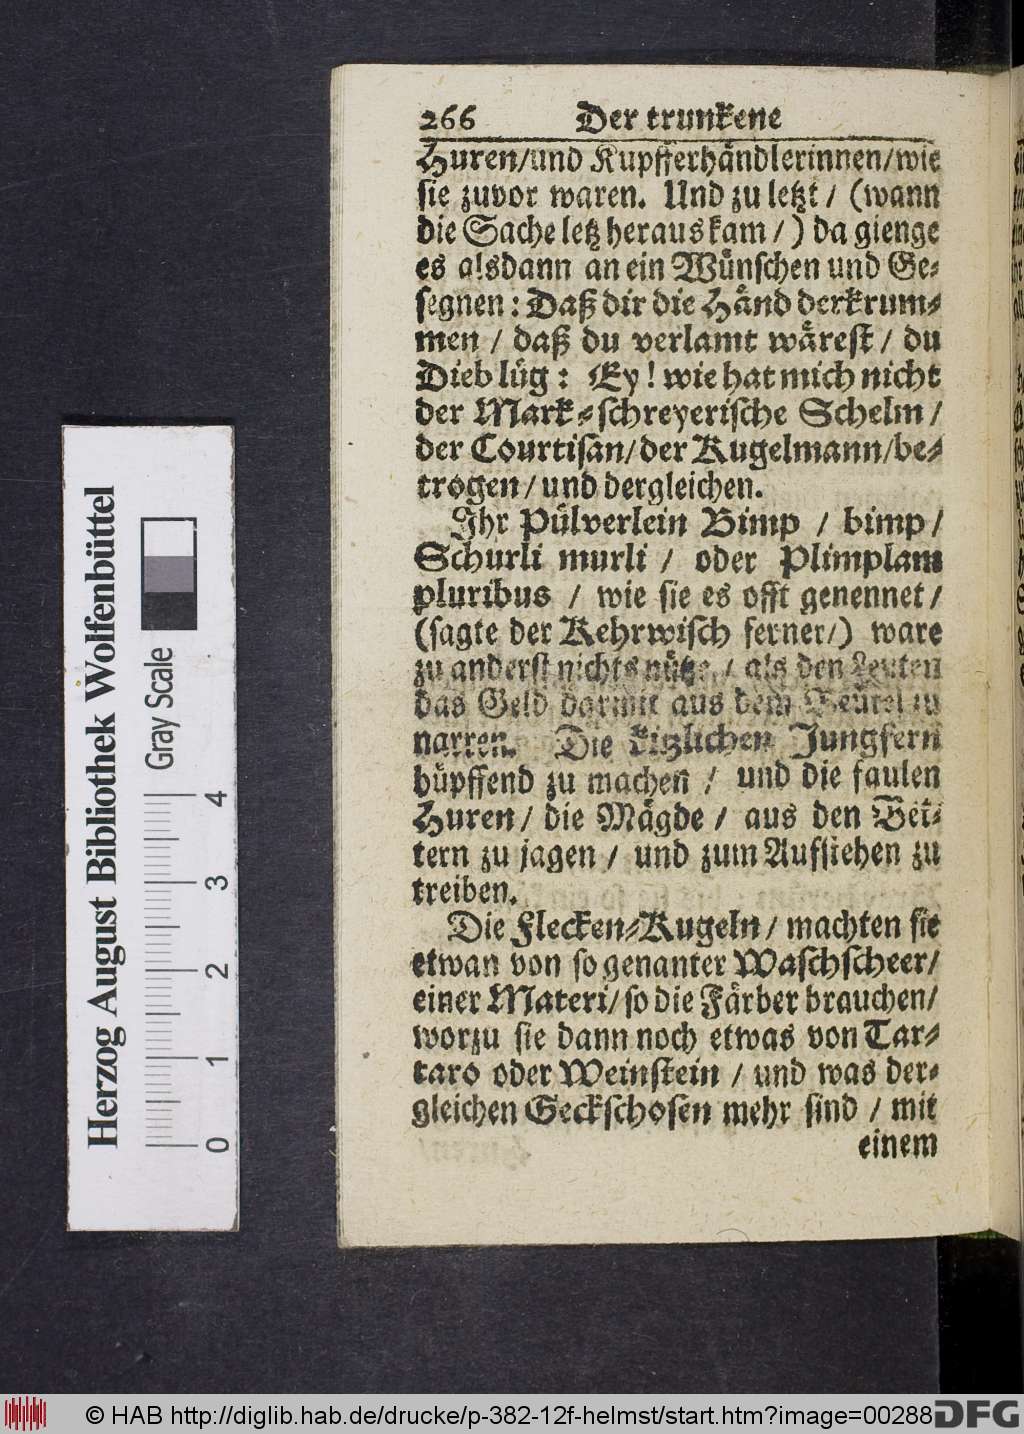 266 Der trunkene
Huren/und Kupfferhändlerinnen/wie
sie zuvor waren. Und zu letzt / (wann
die Sache letz heraus kam /) da gienge
es alsdann an ein Wünschen und Ge-
segnen: Daß dir die Händ derkrum-
men / daß du verlamt wärest / du
Dieb lüg: Ey! wie hat mich nicht
der Mark-schreyerische Schelm /
der Courtisan/der Kugelmann/be-
trogen / und dergleichen.
Ihr Pülverlein Bimp / bimp /
Schurli murli / oder Plimplam
pluribus / wie sie es offt genennet /
(sagte der Kehrwisch ferner/) ware
zu anderst nichts nütze / als den Leuten
das Geld darmit aus dem Beutel zu
narren. Die kitzlichen Jungfern
hüpffend zu machen / und die faulen
Huren / die Mägde / aus den Bet-
tern zu jagen / und zum Aufstehen zu
treiben.
Die Flecken-Kugeln / machten sie
etwan von so genanter Waschscheer/
einer Materi/so die Färber brauchen/
worzu sie dann noch etwas von Tar-
taro oder Weinstein / und was der-
gleichen Geckschosen mehr sind / mit
einem
Herzog August Bibliothek Wolfenbüttel
Gray Scale
0 1 2 3 4
© HAB http://diglib.hab.de/drucke/p-382-12f-helmst/start.htm?image=00288
DFG